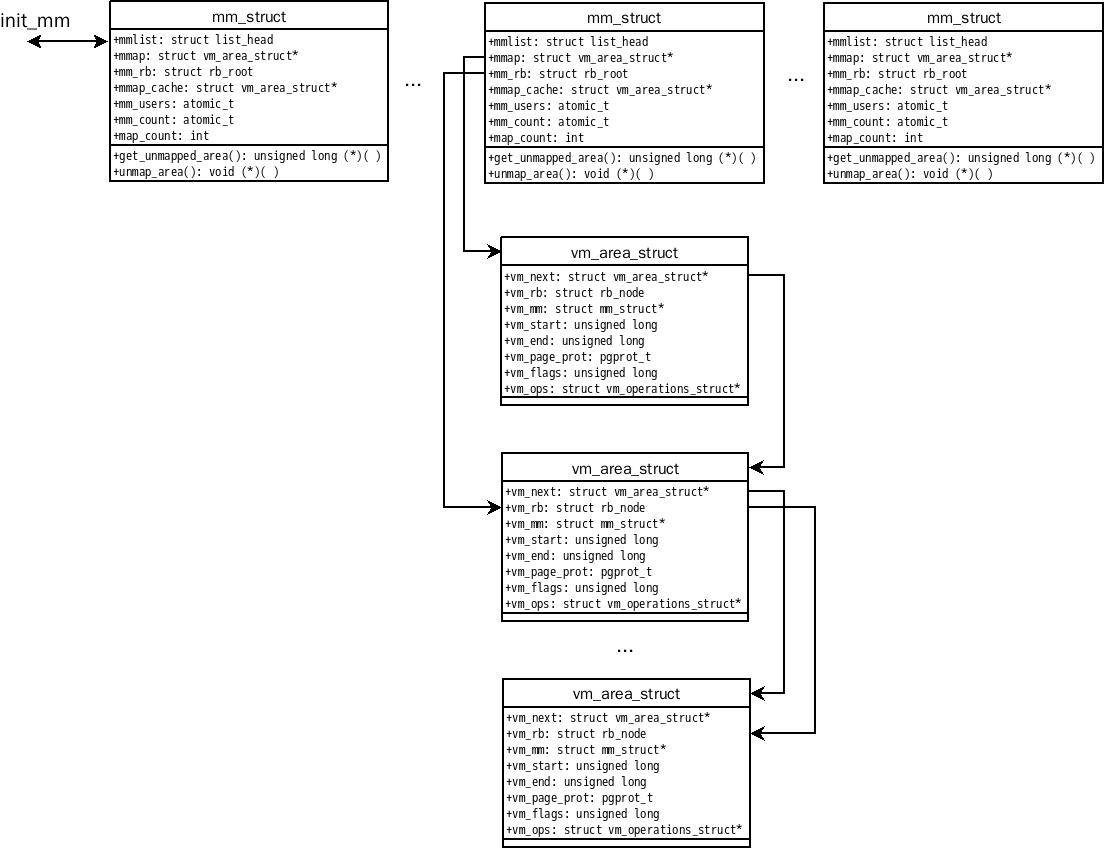 init_mm
mm_struct
+mmlist: struct list_head
+mmap: struct vm_area_struct*
+mm_rb: struct rb_root
+mmap_cache: struct vm_area_struct*
+mm_users: atomic_t
+mm_count: atomic_t
+map_count: int
+get_unmapped_area(): unsigned long (*)( )
+unmap_area(): void (*)( )
...
mm_struct
+mmlist: struct list_head
+mmap: struct vm_area_struct*
+mm_rb: struct rb_root
+mmap_cache: struct vm_area_struct*
+mm_users: atomic_t
+mm_count: atomic_t
+map_count: int
+get_unmapped_area(): unsigned long (*)( )
+unmap_area(): void (*)( )
...
mm_struct
+mmlist: struct list_head
+mmap: struct vm_area_struct*
+mm_rb: struct rb_root
+mmap_cache: struct vm_area_struct*
+mm_users: atomic_t
+mm_count: atomic_t
+map_count: int
+get_unmapped_area(): unsigned long (*)( )
+unmap_area(): void (*)( )
vm_area_struct
+vm_next: struct vm_area_struct*
+vm_rb: struct rb_node
+vm_mm: struct mm_struct*
+vm_start: unsigned long
+vm_end: unsigned long
+vm_page_prot: pgprot_t
+vm_flags: unsigned long
+vm_ops: struct vm_operations_struct*
vm_area_struct
+vm_next: struct vm_area_struct*
+vm_rb: struct rb_node
+vm_mm: struct mm_struct*
+vm_start: unsigned long
+vm_end: unsigned long
+vm_page_prot: pgprot_t
+vm_flags: unsigned long
+vm_ops: struct vm_operations_struct*
...
vm_area_struct
+vm_next: struct vm_area_struct*
+vm_rb: struct rb_node
+vm_mm: struct mm_struct*
+vm_start: unsigned long
+vm_end: unsigned long
+vm_page_prot: pgprot_t
+vm_flags: unsigned long
+vm_ops: struct vm_operations_struct*